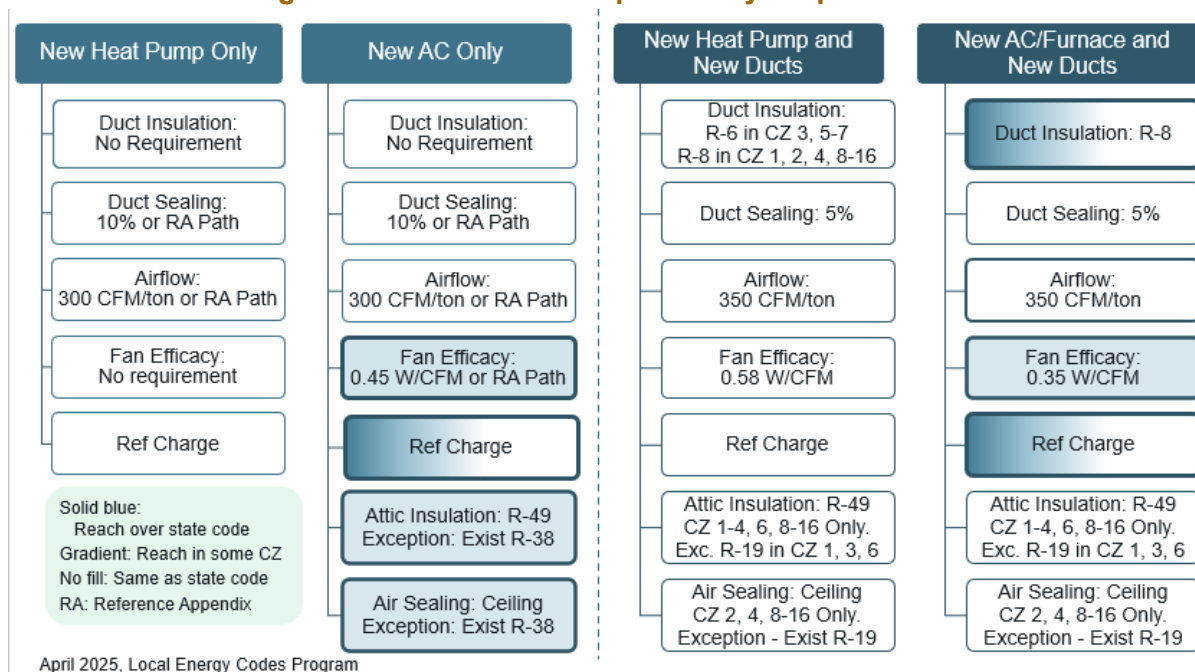 New Heat Pump Only
Duct Insulation:
No Requirement
Duct Sealing:
10% or RA Path
Airflow:
300 CFM/ton or RA Path
Fan Efficacy:
No requirement
Ref Charge
Solid blue:
Reach over state code
Gradient: Reach in some CZ
No fill: Same as state code
RA: Reference Appendix
New AC Only
Duct Insulation:
No Requirement
Duct Sealing:
10% or RA Path
Airflow:
300 CFM/ton or RA Path
Fan Efficacy:
0.45 W/CFM or RA Path
Ref Charge
Attic Insulation: R-49
Exception: Exist R-38
Air Sealing: Ceiling
Exception: Exist R-38
New Heat Pump and
New Ducts
Duct Insulation:
R-6 in CZ 3, 5-7
R-8 in CZ 1, 2, 4, 8-16
Duct Sealing: 5%
Airflow:
350 CFM/ton
Fan Efficacy:
0.58 W/CFM
Ref Charge
Attic Insulation: R-49
CZ 1-4, 6, 8-16 Only.
Exc. R-19 in CZ 1, 3, 6
Air Sealing: Ceiling
CZ 2, 4, 8-16 Only.
Exception - Exist R-19
New AC/Furnace and
New Ducts
Duct Insulation: R-8
Duct Sealing: 5%
Airflow:
350 CFM/ton
Fan Efficacy:
0.35 W/CFM
Ref Charge
Attic Insulation: R-49
CZ 1-4, 6, 8-16 Only.
Exc. R-19 in CZ 1, 3, 6
Air Sealing: Ceiling
CZ 2, 4, 8-16 Only.
Exception - Exist R-19
April 2025, Local Energy Codes Program